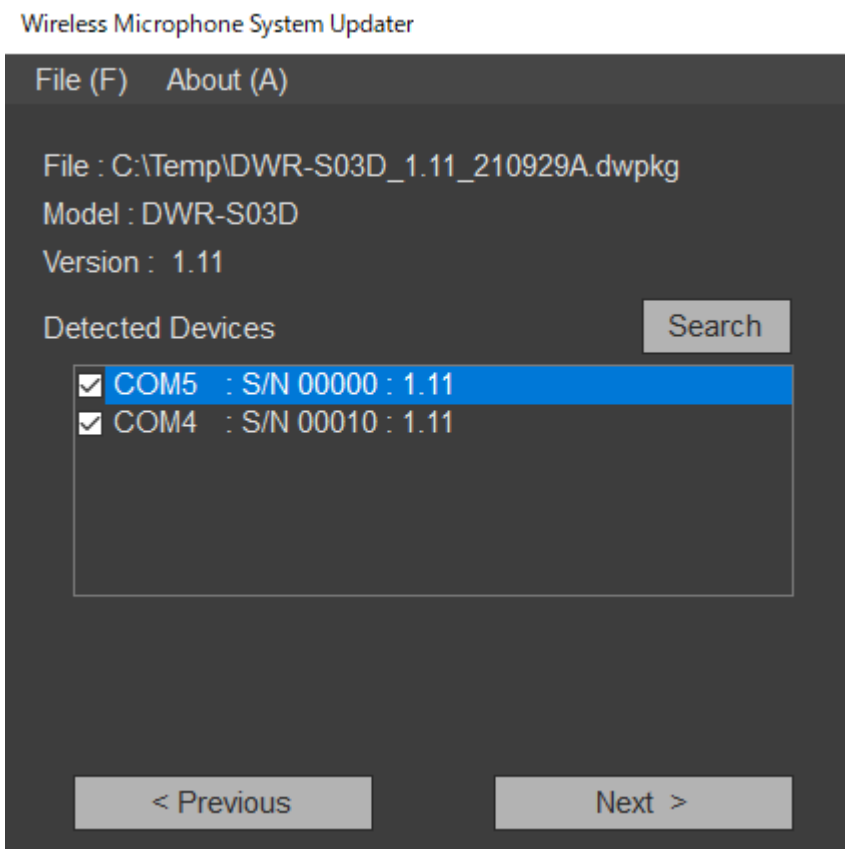 Wireless Microphone System Updater
File (F) About (A)
File : C:\Temp\DWR-S03D_1.11_210929A.dwpkg
Model : DWR-S03D
Version : 1.11
Detected Devices Search
COM5 : S/N 00000 : 1.11
COM4 : S/N 00010 : 1.11
< Previous Next >